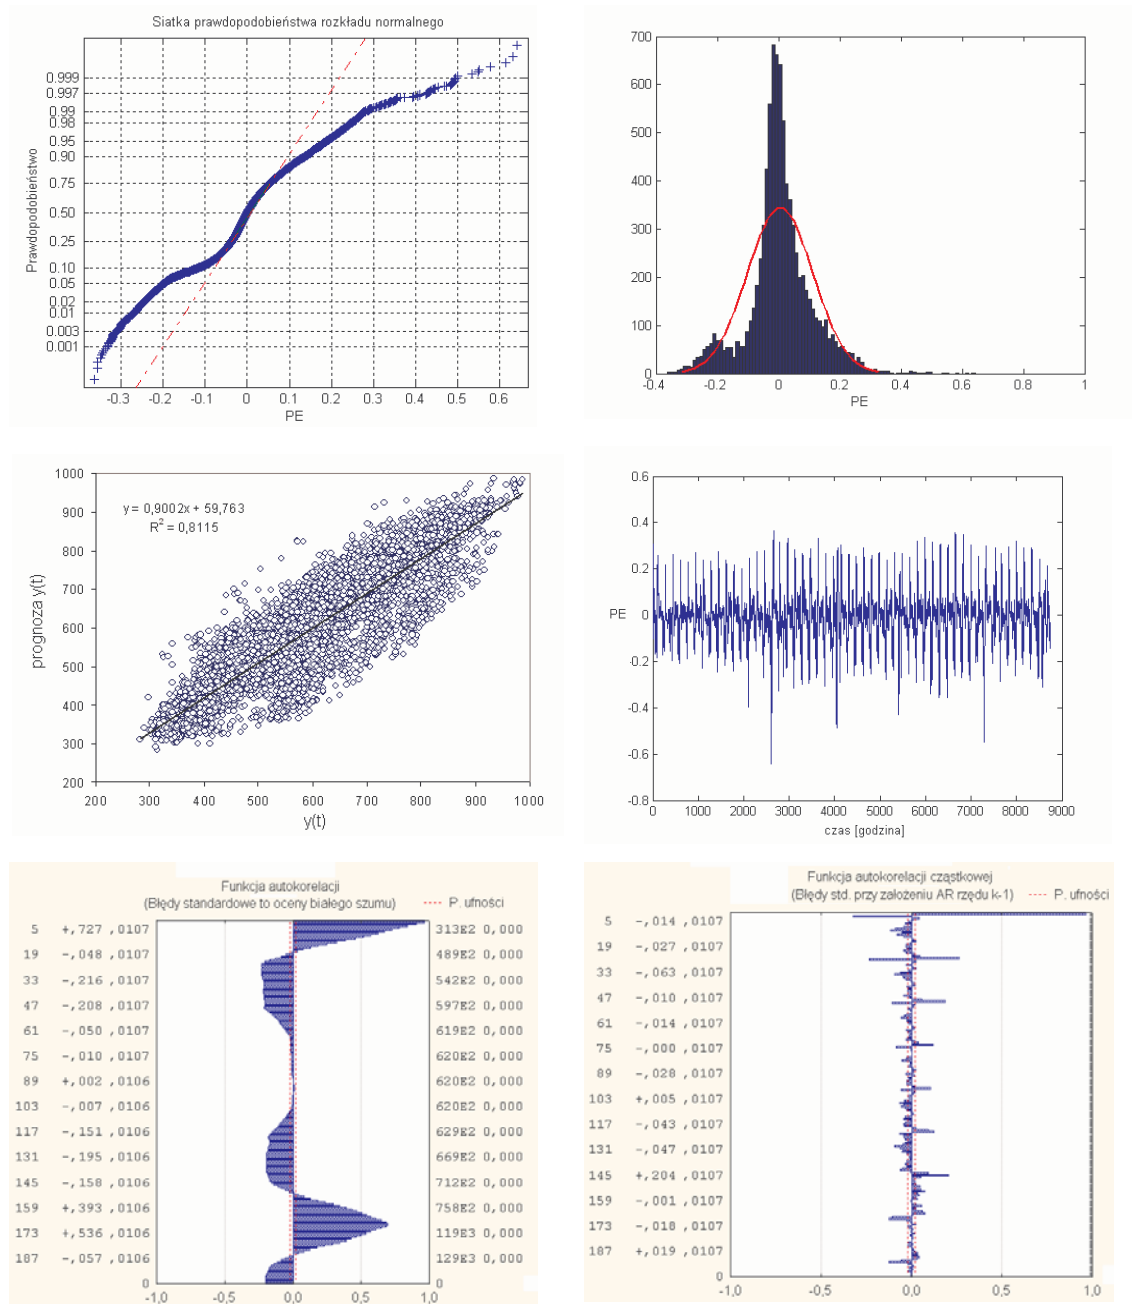 Siatka prawdopodobieństwa rozkładu normalnego
Prawdopodobieństwo
0.999
0.997
0.99
0.98
0.95
0.90
0.75
0.50
0.25
0.10
0.05
0.02
0.01
0.003
0.001
-0.3 -0.2 -0.1 0 0.1 0.2 0.3 0.4 0.5 0.6
PE
700
600
500
400
300
200
100
0
-0.4 -0.2 0 0.2 0.4 0.6 0.8 1
PE
y = 0,9002x + 59,763
R² = 0,8115
prognoza y(t)
1000
900
800
700
600
500
400
300
200
200 300 400 500 600 700 800 900 1000
y(t)
0.6
0.4
0.2
PE 0
-0.2
-0.4
-0.6
-0.8
0 1000 2000 3000 4000 5000 6000 7000 8000 9000
czas [godzina]
Funkcja autokorelacji
(Błędy standardowe to oceny białego szumu) P. ufności
5 +,727 ,0107 313E2 0,000
19 -,048 ,0107 489E2 0,000
33 -,216 ,0107 542E2 0,000
47 -,208 ,0107 597E2 0,000
61 -,050 ,0107 619E2 0,000
75 -,010 ,0107 620E2 0,000
89 +,002 ,0106 620E2 0,000
103 -,007 ,0106 620E2 0,000
117 -,151 ,0106 629E2 0,000
131 -,195 ,0106 669E2 0,000
145 -,158 ,0106 712E2 0,000
159 +,393 ,0106 758E2 0,000
173 +,536 ,0106 119E3 0,000
187 -,057 ,0106 129E3 0,000
0 0
-1,0 -0,5 0,0 0,5 1,0
Funkcja autokorelacji cząstkowej
(Błędy std. przy założeniu AR rzędu k-1) P. ufności
5 -,014 ,0107
19 -,027 ,0107
33 -,063 ,0107
47 -,010 ,0107
61 -,014 ,0107
75 -,000 ,0107
89 -,028 ,0107
103 +,005 ,0107
117 -,043 ,0107
131 -,047 ,0107
145 +,204 ,0107
159 -,001 ,0107
173 -,018 ,0107
187 +,019 ,0107
0 0
-1,0 -0,5 0,0 0,5 1,0